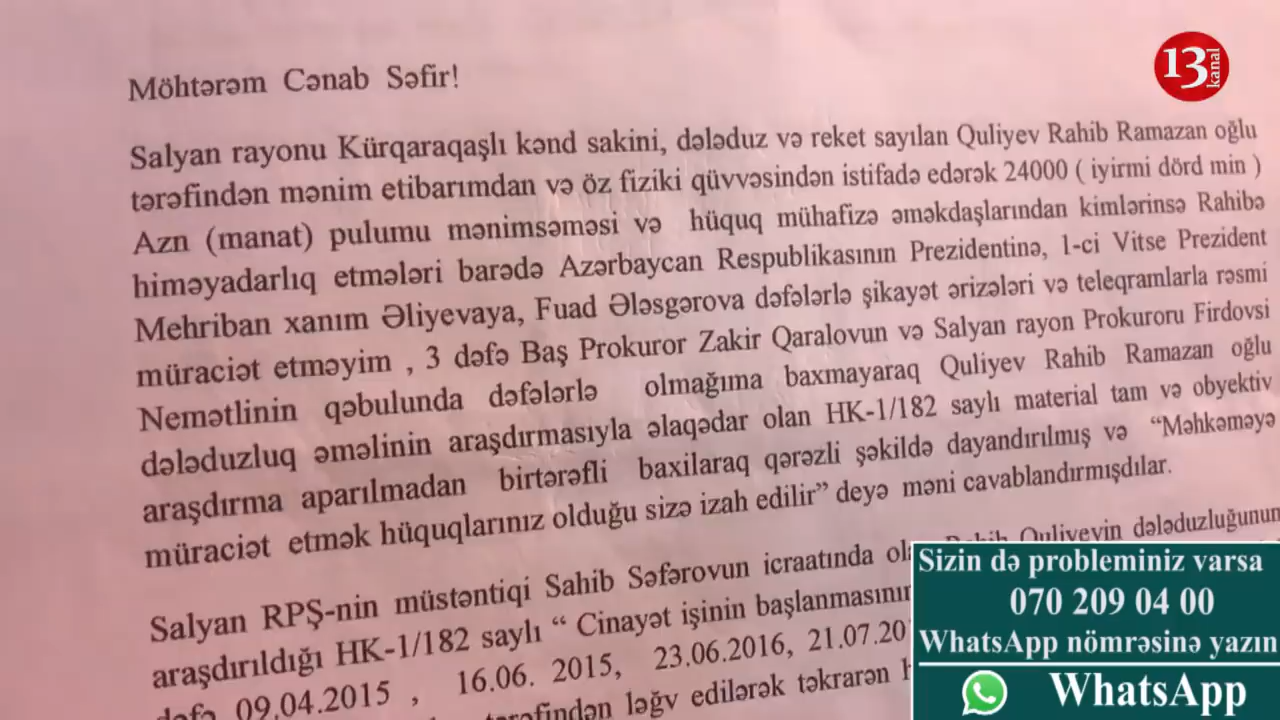 13
kanal
Möhtərəm Cənab Səfir!
Salyan rayonu Kürqaraqaşlı kənd sakini, dələduz və reket sayılan Quliyev Rahib Ramazan oğlu
tərəfindən mənim etibarımdan və öz fiziki qüvvəsindən istifadə edərək 24000 ( iyirmi dörd min )
Azn (manat) pulumu mənimsəməsi və hüquq mühafizə əməkdaşlarından kimlərinsə Rahibə
himəyadarlıq etmələri barədə Azərbaycan Respublikasının Prezidentinə, 1-ci Vitse Prezident
Mehriban xanım Əliyevaya, Fuad Ələsgərova dəfələrlə şikayət ərizələri və teleqramlarla rəsmi
müraciət etməyim , 3 dəfə Baş Prokuror Zakir Qaralovun və Salyan rayon Prokuroru Firdovsi
Nemətlinin qəbulunda dəfələrlə olmağıma baxmayaraq Quliyev Rahib Ramazan oğlu
dələduzluq əməlinin araşdırmasıyla əlaqədar olan HK-1/182 saylı material tam və obyektiv
araşdırma aparılmadan birtərəfli baxilaraq qərəzli şəkildə dayandırılmış və “Məhkəməyə
müraciət etmək hüquqlarınız olduğu sizə izah edilir” deyə məni cavablandırmışdılar.
Salyan RPŞ-nin müstəntiqi Sahib Səfərovun icraatında Quliyevin dələduzluğunun
araşdırıldığı HK-1/182 saylı “ Cinayət işinin başlanmasının
dəfə 09.04.2015 , 16.06. 2015, 23.06.2016, 21.07.20
tərəfindən ləğv edilərək təkrarən
Sizin də probleminiz varsa
070 209 04 00
WhatsApp nömrəsinə yazın
WhatsApp